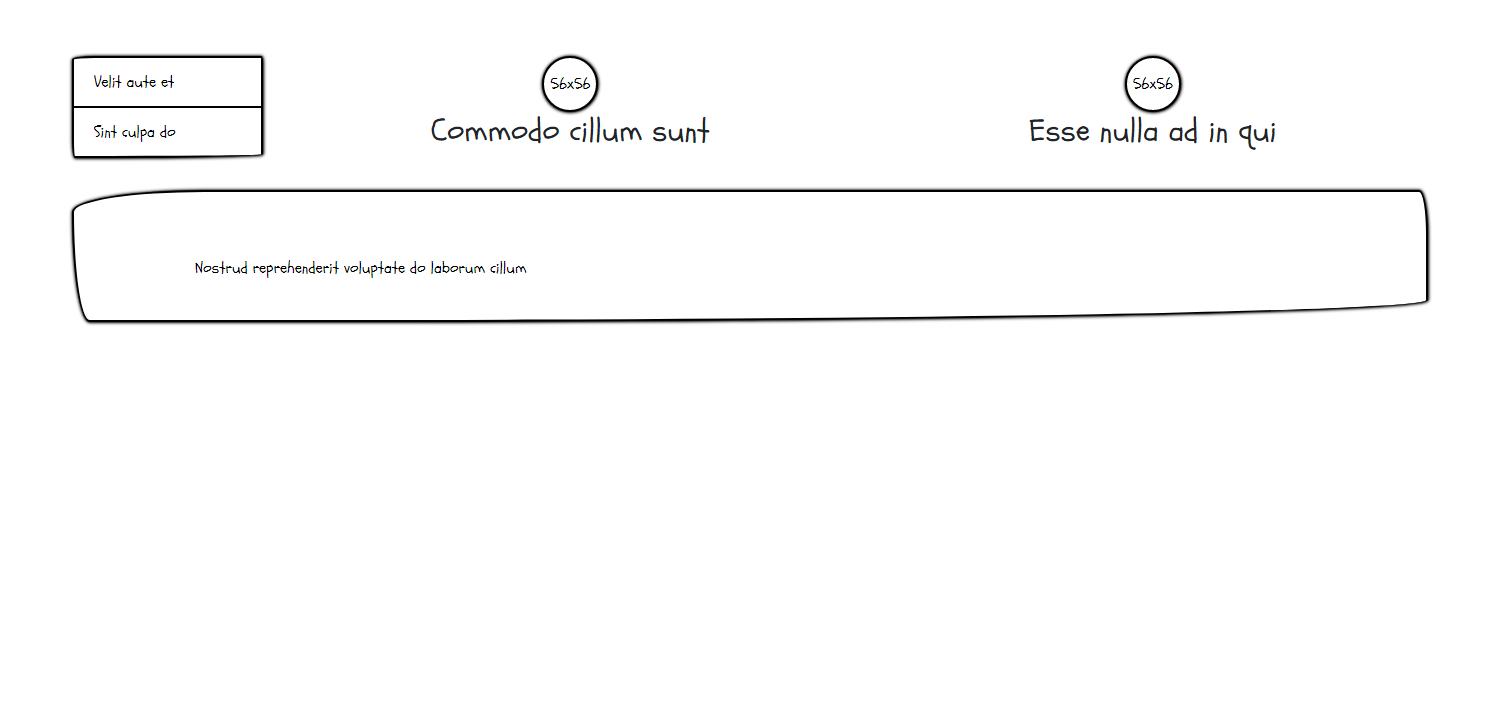 Velit aute et
Sint culpa do
56x56
Commodo cillum sunt
56x56
Esse nulla ad in qui
Nostrud reprehenderit voluptate do laborum cillum